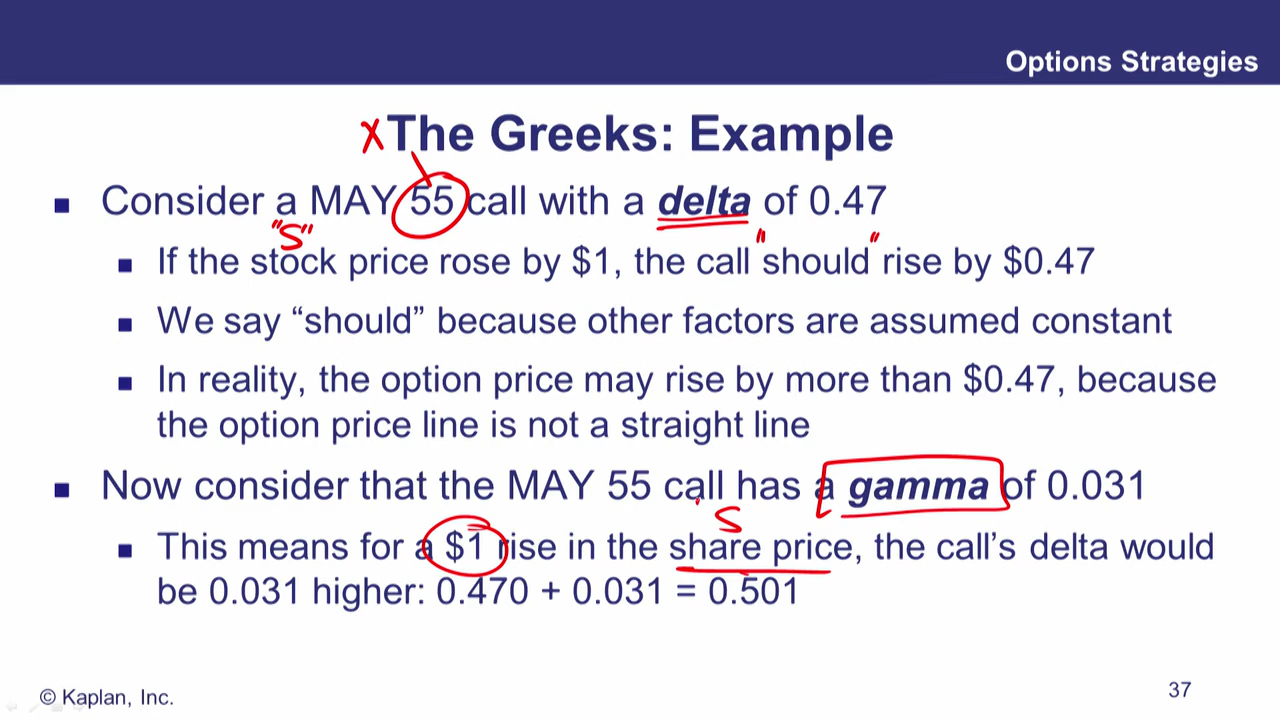 Options Strategies
X The Greeks: Example
Consider a MAY 55 call with a delta of 0.47
"S" " "
If the stock price rose by $1, the call should rise by $0.47
We say “should” because other factors are assumed constant
In reality, the option price may rise by more than $0.47, because
the option price line is not a straight line
Now consider that the MAY 55 call has a gamma of 0.031
S
This means for a $1 rise in the share price, the call’s delta would
be 0.031 higher: 0.470 + 0.031 = 0.501
© Kaplan, Inc.
37